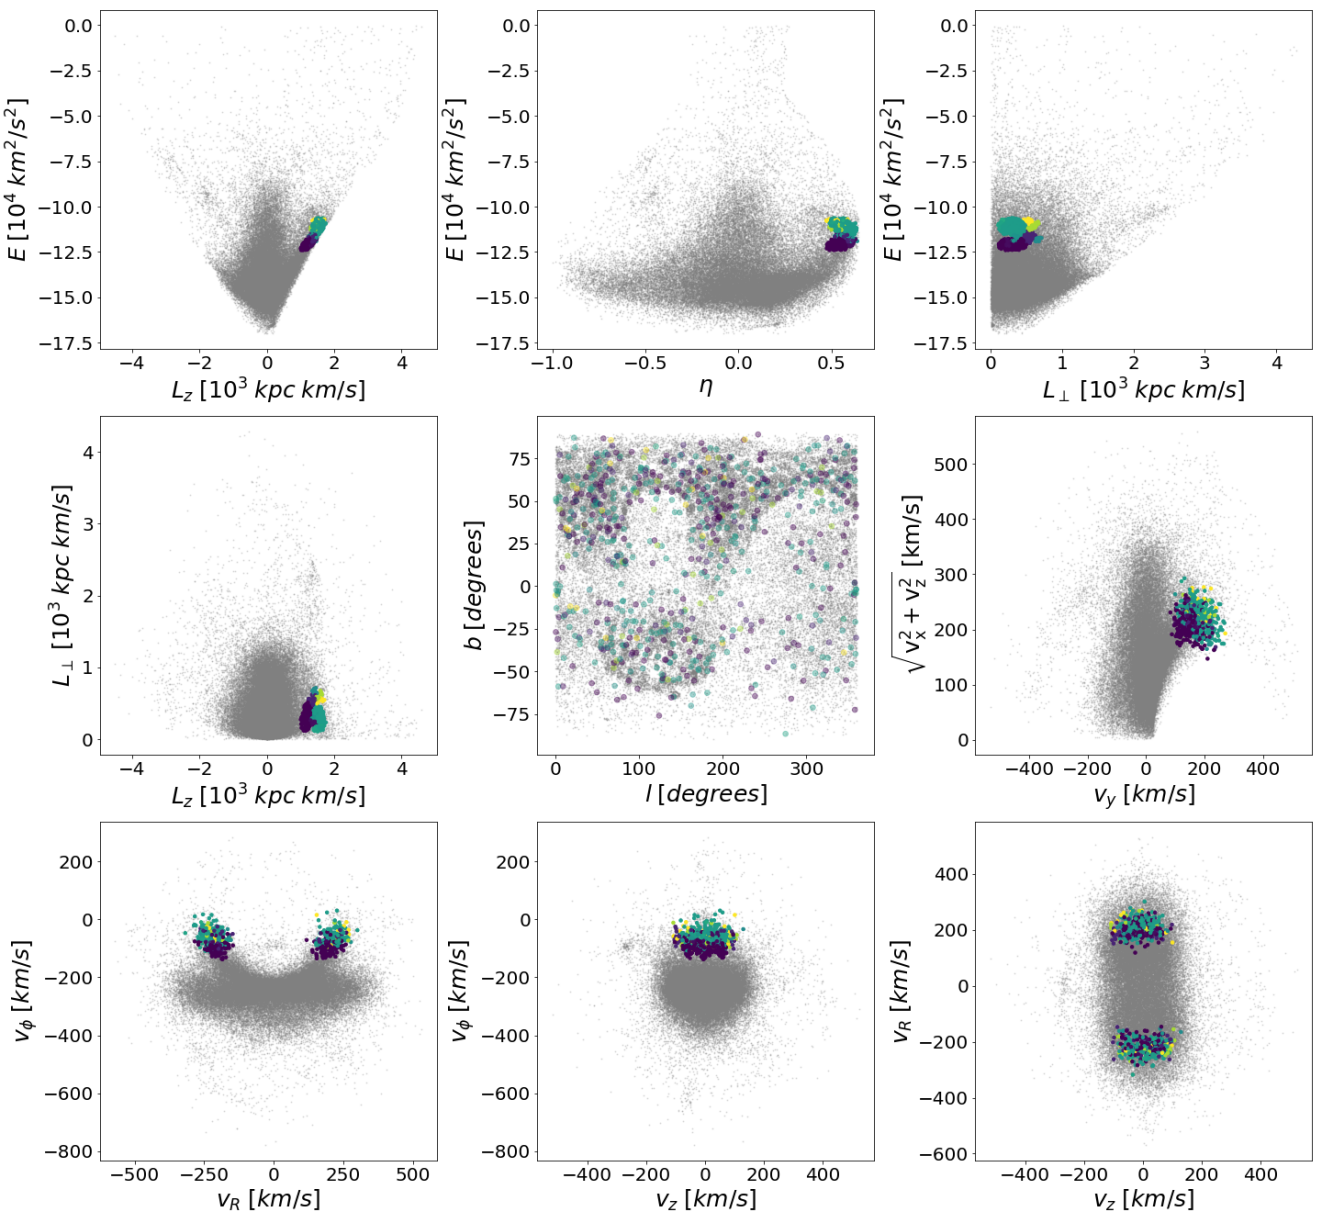 0.0 −2.5 −5.0 −7.5 −10.0 −12.5 −15.0 −17.5
E [10⁴ km²/s²]
−4 −2 0 2 4
L_z [10³ kpc km/s]
0.0 −2.5 −5.0 −7.5 −10.0 −12.5 −15.0 −17.5
E [10⁴ km²/s²]
−1.0 −0.5 0.0 0.5
η
0.0 −2.5 −5.0 −7.5 −10.0 −12.5 −15.0 −17.5
E [10⁴ km²/s²]
0 1 2 3 4
L_⊥ [10³ kpc km/s]
4 3 2 1 0
L_⊥ [10³ kpc km/s]
−4 −2 0 2 4
L_z [10³ kpc km/s]
75 50 25 0 −25 −50 −75
b [degrees]
0 100 200 300
l [degrees]
500 400 300 200 100 0
√v_x² + v_z² [km/s]
−400 −200 0 200 400
v_y [km/s]
200 0 −200 −400 −600 −800
v_ϕ [km/s]
−500 −250 0 250 500
v_R [km/s]
200 0 −200 −400 −600 −800
v_ϕ [km/s]
−400 −200 0 200 400
v_z [km/s]
400 200 0 −200 −400 −600
v_R [km/s]
−400 −200 0 200 400
v_z [km/s]